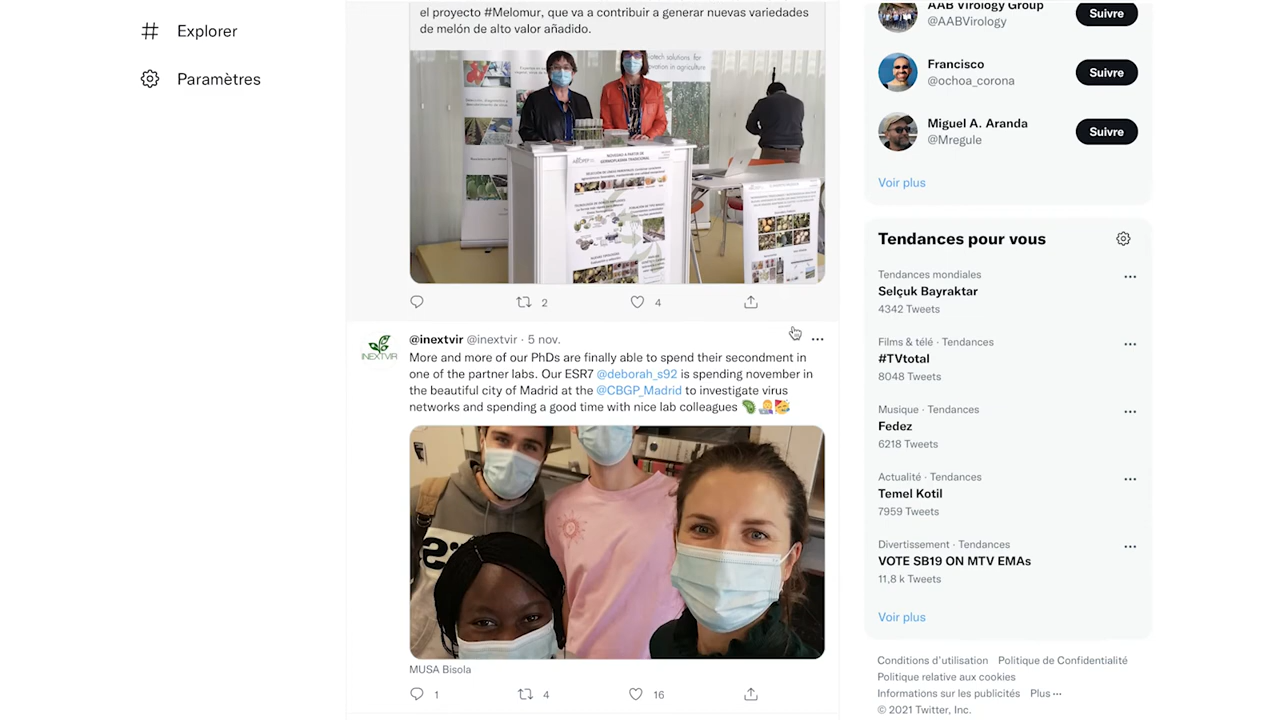 Explorer
Paramètres
el proyecto #Melomur, que va a contribuir a generar nuevas variedades
de melón de alto valor añadido.
2
4
INEXTVIR
@inextvir @inextvir · 5 nov.
More and more of our PhDs are finally able to spend their secondment in
one of the partner labs. Our ESR7 @deborah_s92 is spending november in
the beautiful city of Madrid at the @CBGP_Madrid to investigate virus
networks and spending a good time with nice lab colleagues
MUSA Bisola
1
4
16
AAB Virology Group
@AABVirology
Suivre
Francisco
@ochoa_corona
Suivre
Miguel A. Aranda
@Mregule
Suivre
Voir plus
Tendances pour vous
Tendances mondiales
Selçuk Bayraktar
4342 Tweets
Films & télé · Tendances
#TVtotal
8048 Tweets
Musique · Tendances
Fedez
6218 Tweets
Actualité · Tendances
Temel Kotil
7959 Tweets
Divertissement · Tendances
VOTE SB19 ON MTV EMAs
11,8 k Tweets
Voir plus
Conditions d'utilisation Politique de Confidentialité
Politique relative aux cookies
Informations sur les publicités Plus ···
© 2021 Twitter, Inc.